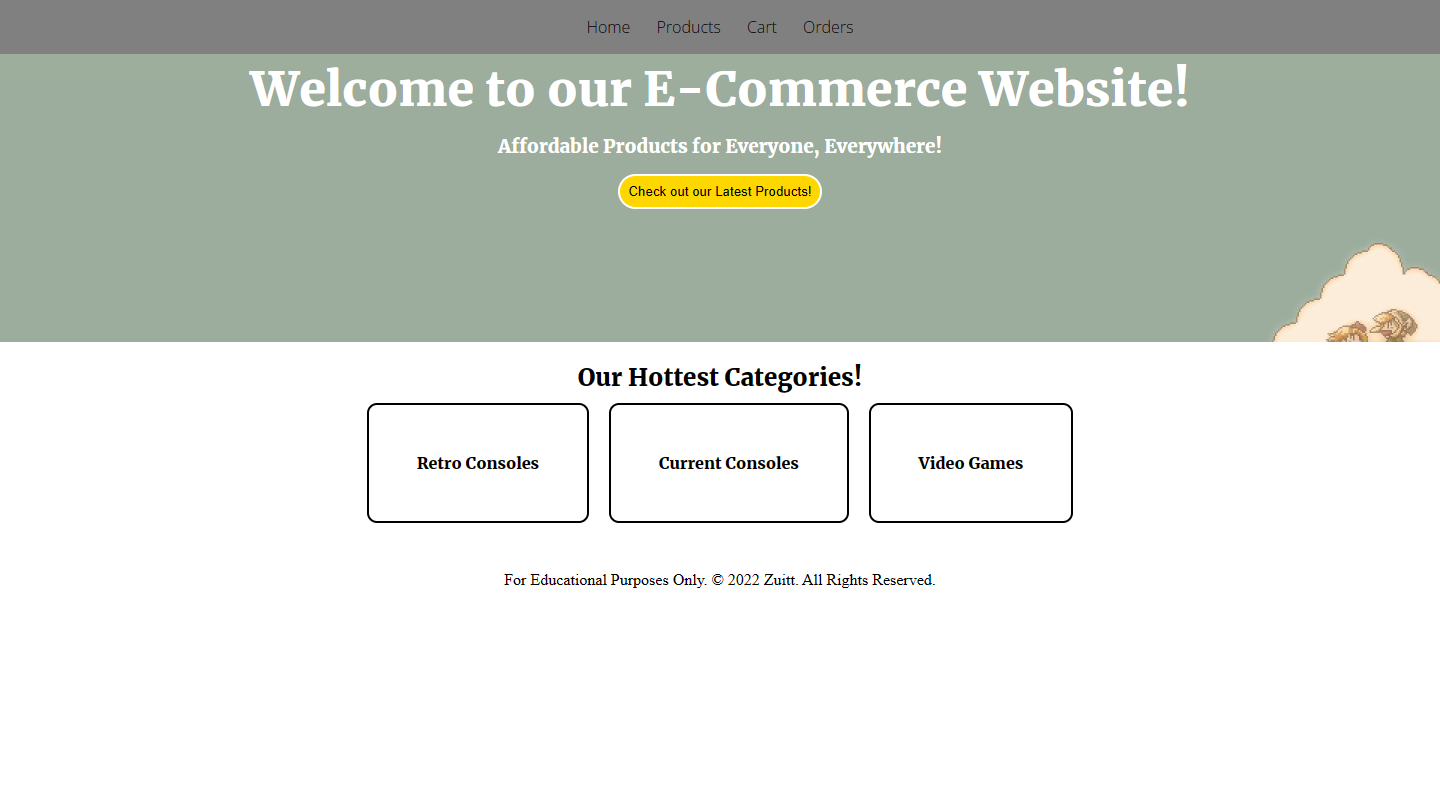 Home Products Cart Orders
Welcome to our E-Commerce Website!
Affordable Products for Everyone, Everywhere!
Check out our Latest Products!
Our Hottest Categories!
Retro Consoles Current Consoles Video Games
For Educational Purposes Only. © 2022 Zuitt. All Rights Reserved.